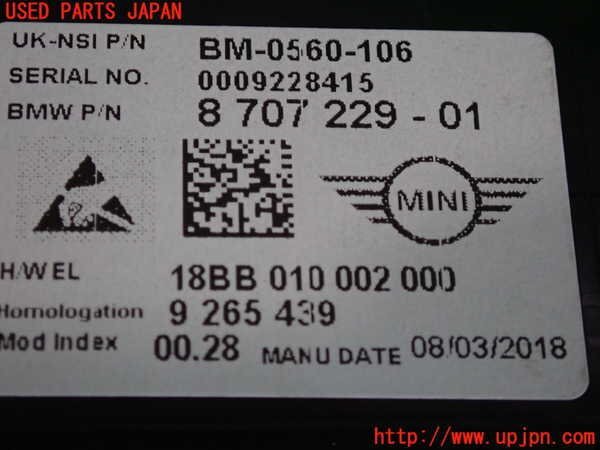 USED PARTS JAPAN
UK-NSI P/N BM-0560-106
SERIAL NO. 0009228415
BMW P/N 8 707 229 - 01
MINI
H/W EL 18BB 010 002 000
Homologation 9 265 439
Mod Index 00.28 MANU DATE 08/03/2018
http://www.upjpn.com/